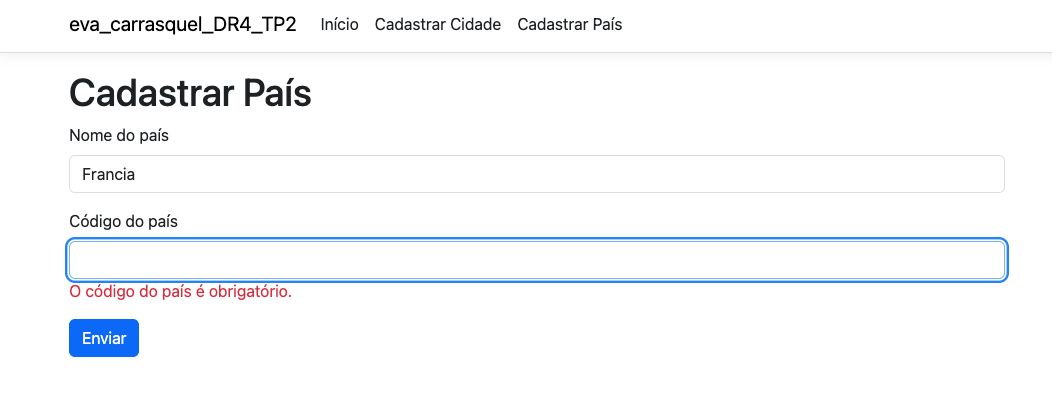 eva_carrasquel_DR4_TP2 Início Cadastrar Cidade Cadastrar País
Cadastrar País
Nome do país
Francia
Código do país
O código do país é obrigatório.
Enviar